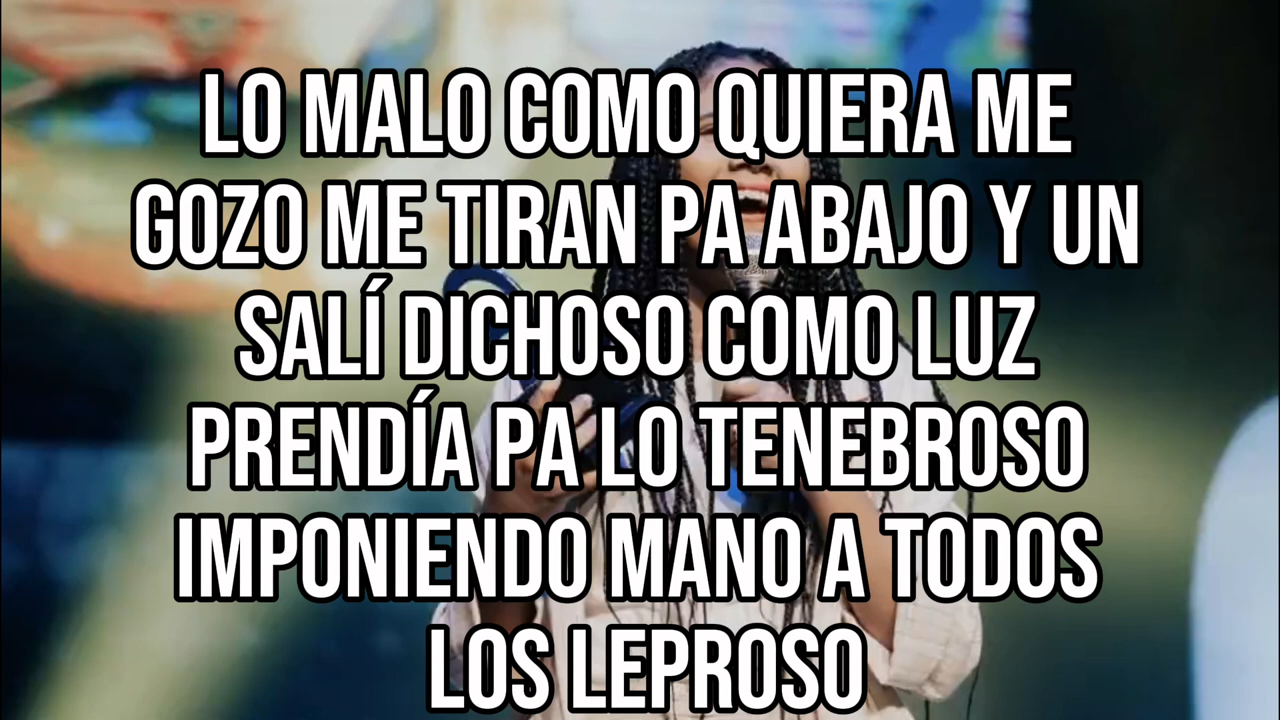 LO MALO COMO QUIERA ME
GOZO ME TIRAN PA ABAJO Y UN
SALÍ DICHOSO COMO LUZ
PRENDÍA PA LO TENEBROSO
IMPONIENDO MANO A TODOS
LOS LEPROSO